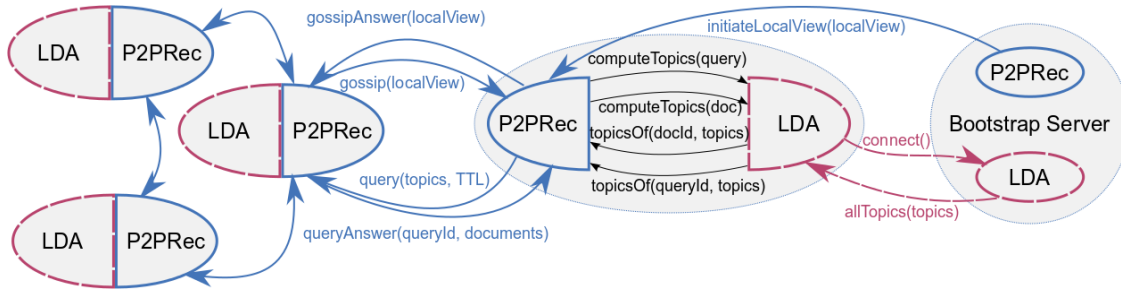 gossipAnswer(localView)
initiateLocalView(localView)
LDA
P2PRec
computeTopics(query)
gossip(localView)
P2PRec
computeTopics(doc)
LDA
P2PRec
P2PRec
topicsOf(docId, topics)
LDA
Bootstrap Server
connect()
query(topics, TTL)
topicsOf(queryId, topics)
LDA
allTopics(topics)
queryAnswer(queryId, documents)
LDA
P2PRec